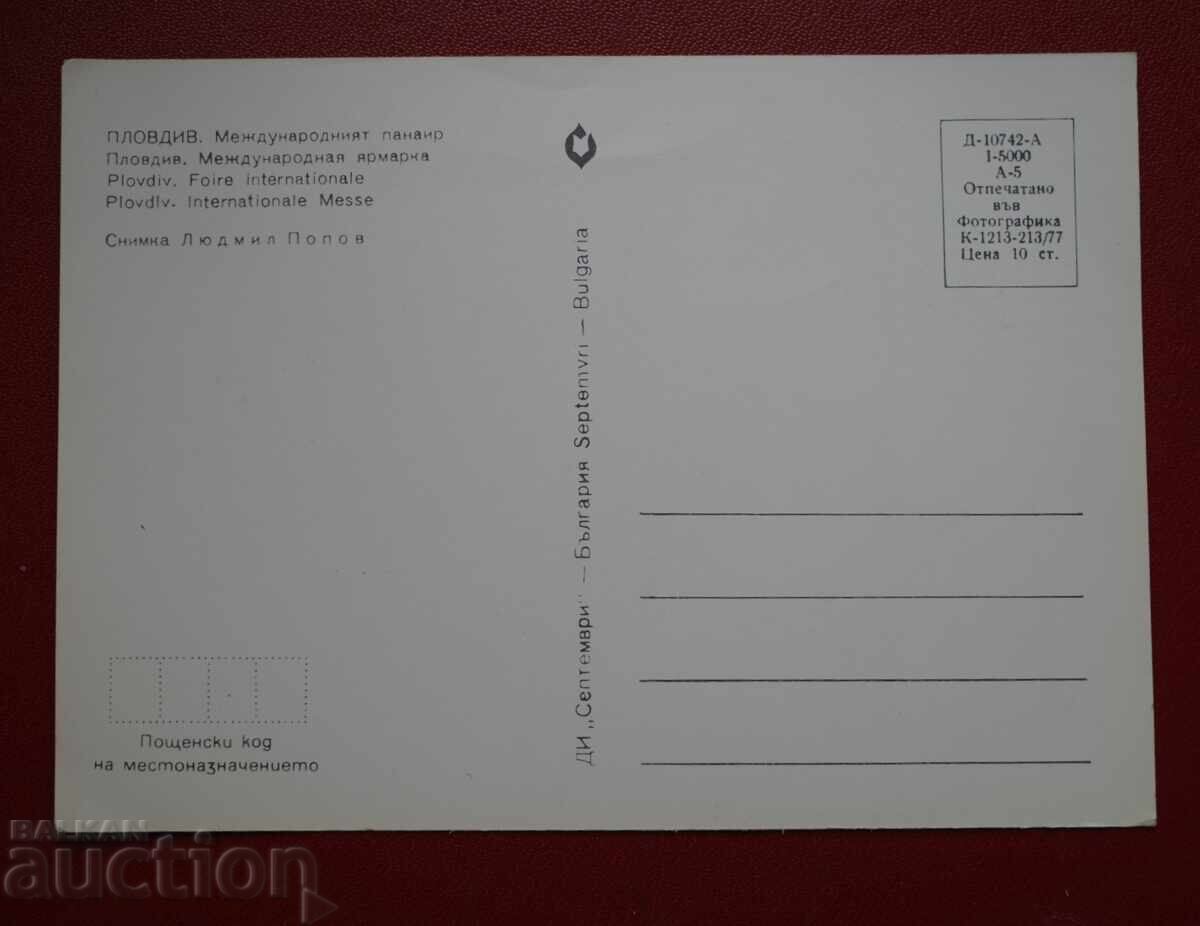 ПЛОВДИВ. Международният панаир
Пловдив. Международная ярмарка
Plovdiv. Foire internationale
Plovdiv. Internationale Messe
Снимка Людмил Попов
Пощенски код
на местоназначението
ДИ „Септември" — България Septemvri — Bulgaria
Д-10742-А
1-5000
А-5
Отпечатано
във
Фотографика
К-1213-213/77
Цена 10 ст.
BALKAN
auction